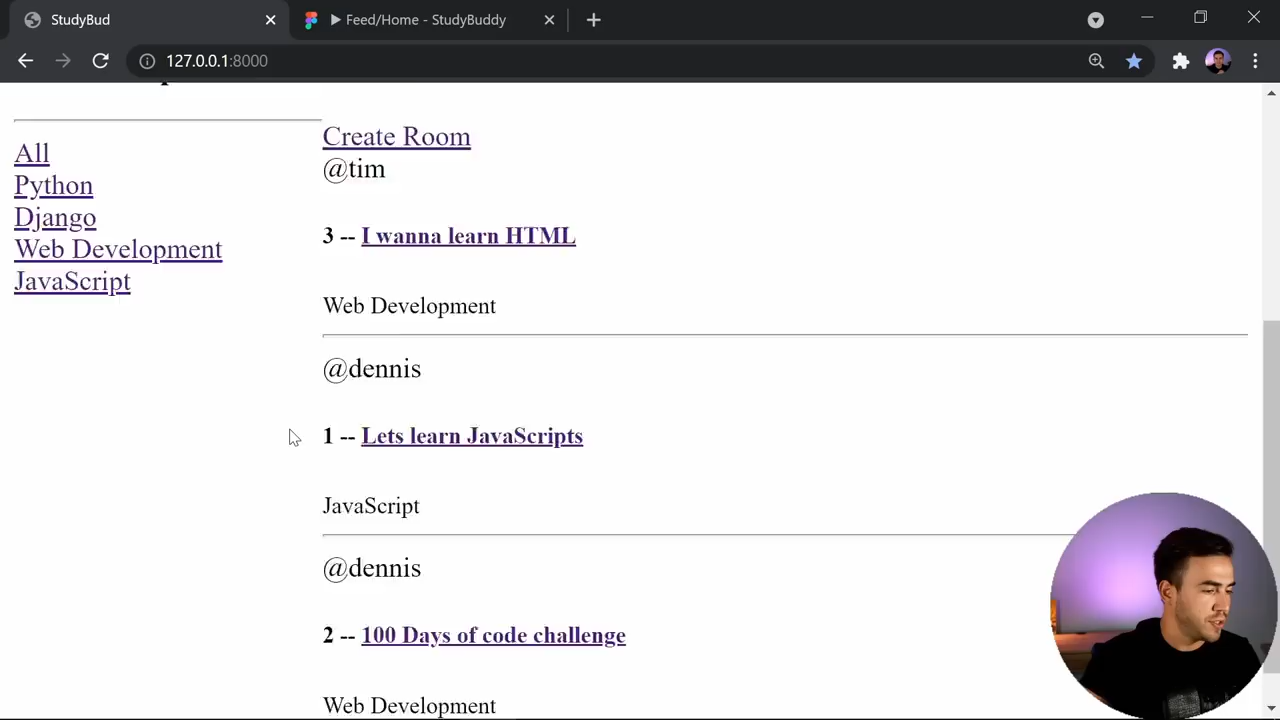 StudyBud
Feed/Home - StudyBuddy
127.0.0.1:8000
All
Python
Django
Web Development
JavaScript
Create Room
@tim
3 -- I wanna learn HTML
Web Development
@dennis
1 -- Lets learn JavaScripts
JavaScript
@dennis
2 -- 100 Days of code challenge
Web Development